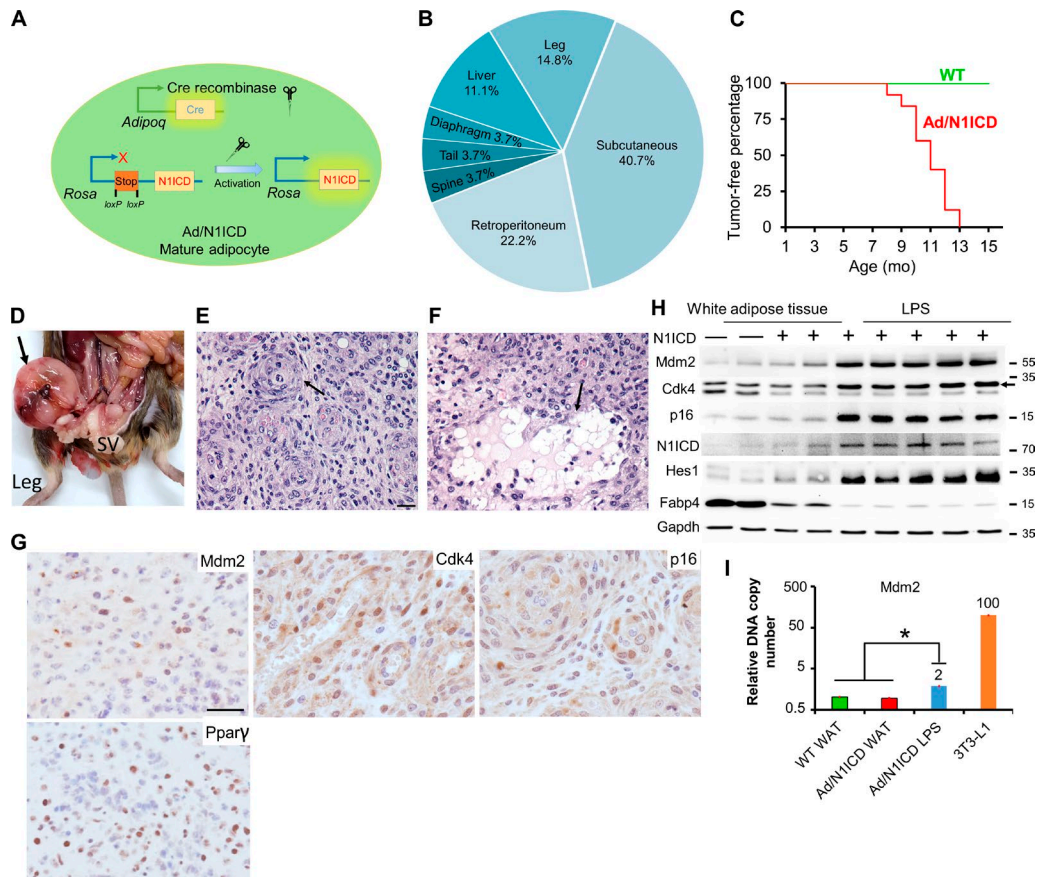 A
Cre recombinase
Cre
Adipoq
X
Rosa
Stop
N1ICD
loxP loxP
Activation
Rosa
N1ICD
Ad/N1ICD
Mature adipocyte
B
Leg
14.8%
Liver
11.1%
Diaphragm 3.7%
Tail 3.7%
Spine 3.7%
Subcutaneous
40.7%
Retroperitoneum
22.2%
C
WT
Ad/N1ICD
Tumor-free percentage
100
75
50
25
0
1 3 5 7 9 11 13 15
Age (mo)
D
SV
Leg
E
F
G
Mdm2
Cdk4
p16
Pparγ
H
White adipose tissue LPS
N1ICD — — + + + + + + +
Mdm2 55
35
Cdk4
p16 15
N1ICD 70
Hes1 35
Fabp4 15
Gapdh 35
I
Mdm2
Relative DNA copy
number
500
50
5
0.5
*
2
100
WT WAT
Ad/N1ICD WAT
Ad/N1ICD LPS
3T3-L1